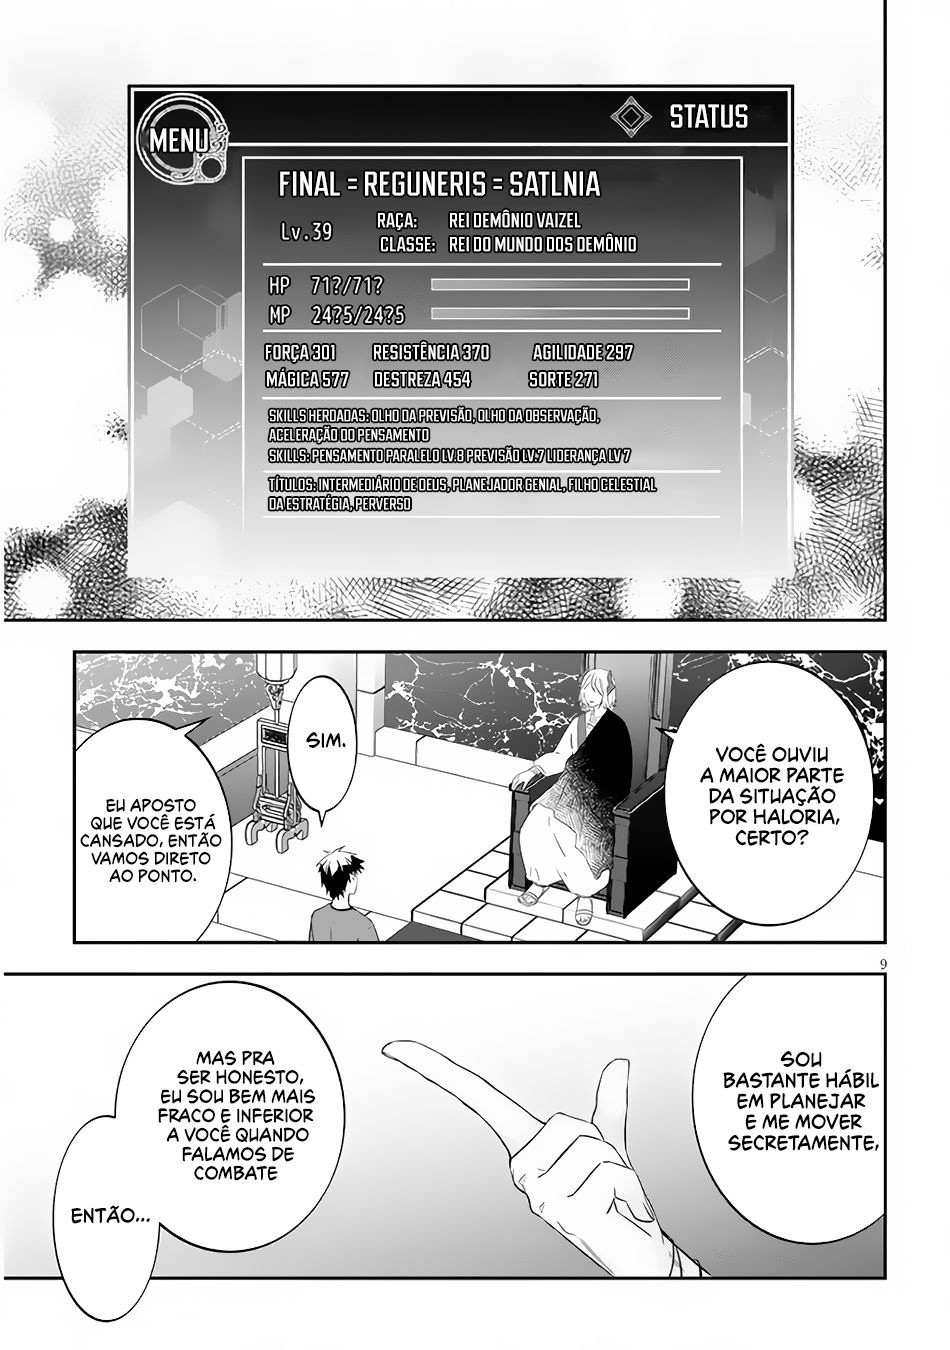 MENU
STATUS
FINAL = REGUNERIS = SATLNIA
Lv.39
RAÇA: REI DEMÔNIO VAIZEL
CLASSE: REI DO MUNDO DOS DEMÔNIO
HP 71?/71?
MP 24?5/24?5
FORÇA 301 RESISTÊNCIA 370 AGILIDADE 297
MÁGICA 577 DESTREZA 454 SORTE 271
SKILLS HERDADAS: OLHO DA PREVISÃO, OLHO DA OBSERVAÇÃO,
ACELERAÇÃO DO PENSAMENTO
SKILLS: PENSAMENTO PARALELO LV.8 PREVISÃO LV.7 LIDERANÇA LV 7
TÍTULOS: INTERMEDIÁRIO DE DEUS, PLANEJADOR GENIAL, FILHO CELESTIAL
DA ESTRATÉGIA, PERVERSO
VOCÊ OUVIU
A MAIOR PARTE
DA SITUAÇÃO
POR HALORIA,
CERTO?
SIM.
EU APOSTO
QUE VOCÊ ESTÁ
CANSADO, ENTÃO
VAMOS DIRETO
AO PONTO.
9
SOU
BASTANTE HÁBIL
EM PLANEJAR
E ME MOVER
SECRETAMENTE,
MAS PRA
SER HONESTO,
EU SOU BEM MAIS
FRACO E INFERIOR
A VOCÊ QUANDO
FALAMOS DE
COMBATE
ENTÃO...